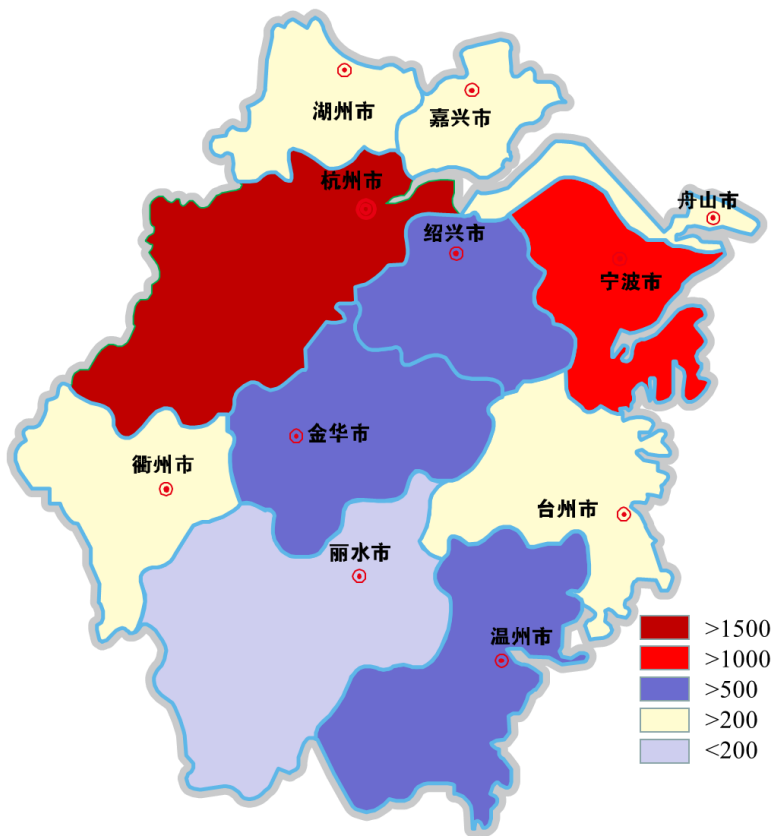 湖州市
嘉兴市
杭州市
舟山市
绍兴市
宁波市
金华市
衢州市
台州市
丽水市
温州市
>1500
>1000
>500
>200
<200